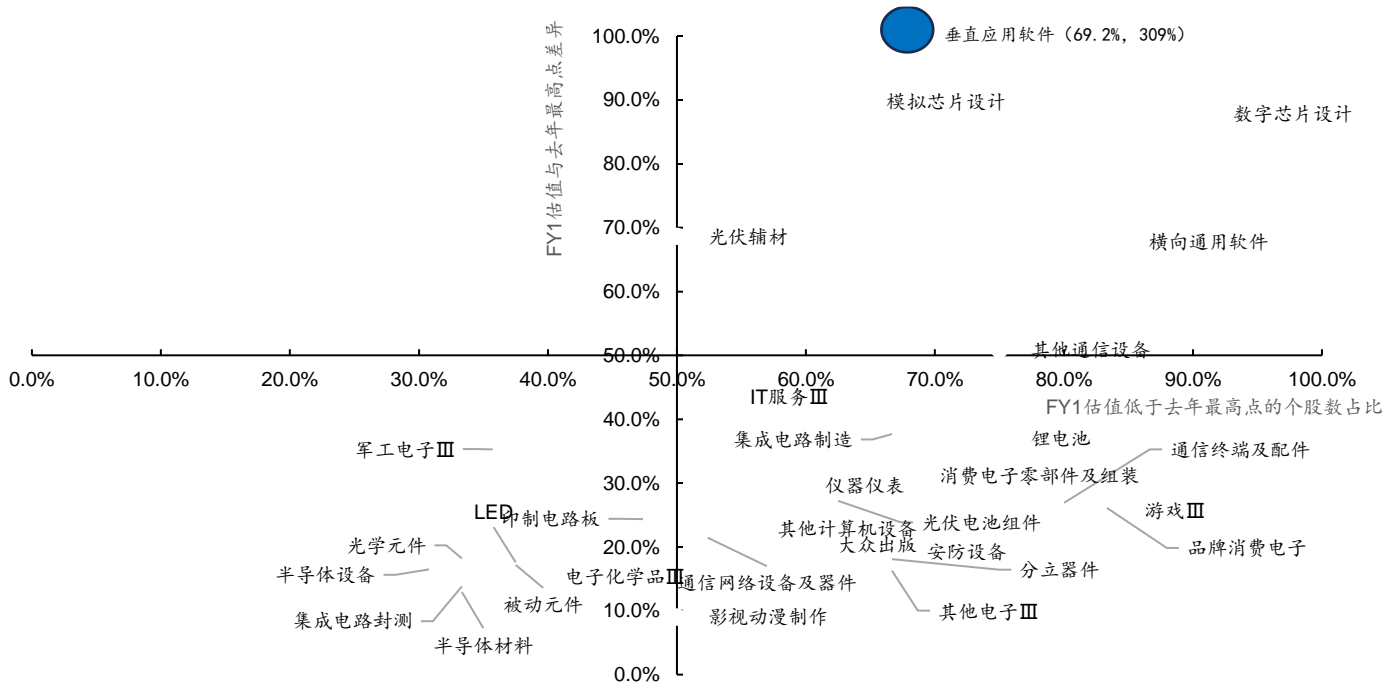 FY1估值与去年最高点差异
100.0%
垂直应用软件（69.2%, 309%）
90.0%
模拟芯片设计
数字芯片设计
80.0%
70.0%
光伏辅材
横向通用软件
60.0%
50.0%
其他通信设备
0.0% 10.0% 20.0% 30.0% 40.0% 50.0% 60.0% 70.0% 80.0% 90.0% 100.0%
IT服务Ⅲ
FY1估值低于去年最高点的个股数占比
40.0%
集成电路制造
锂电池
军工电子Ⅲ
通信终端及配件
消费电子零部件及组装
30.0%
仪器仪表
LED
印制电路板
游戏Ⅲ
光伏电池组件
其他计算机设备
20.0%
光学元件
大众出版
安防设备
品牌消费电子
半导体设备
电子化学品Ⅲ
通信网络设备及器件
分立器件
被动元件
10.0%
影视动漫制作
其他电子Ⅲ
集成电路封测
半导体材料
0.0%